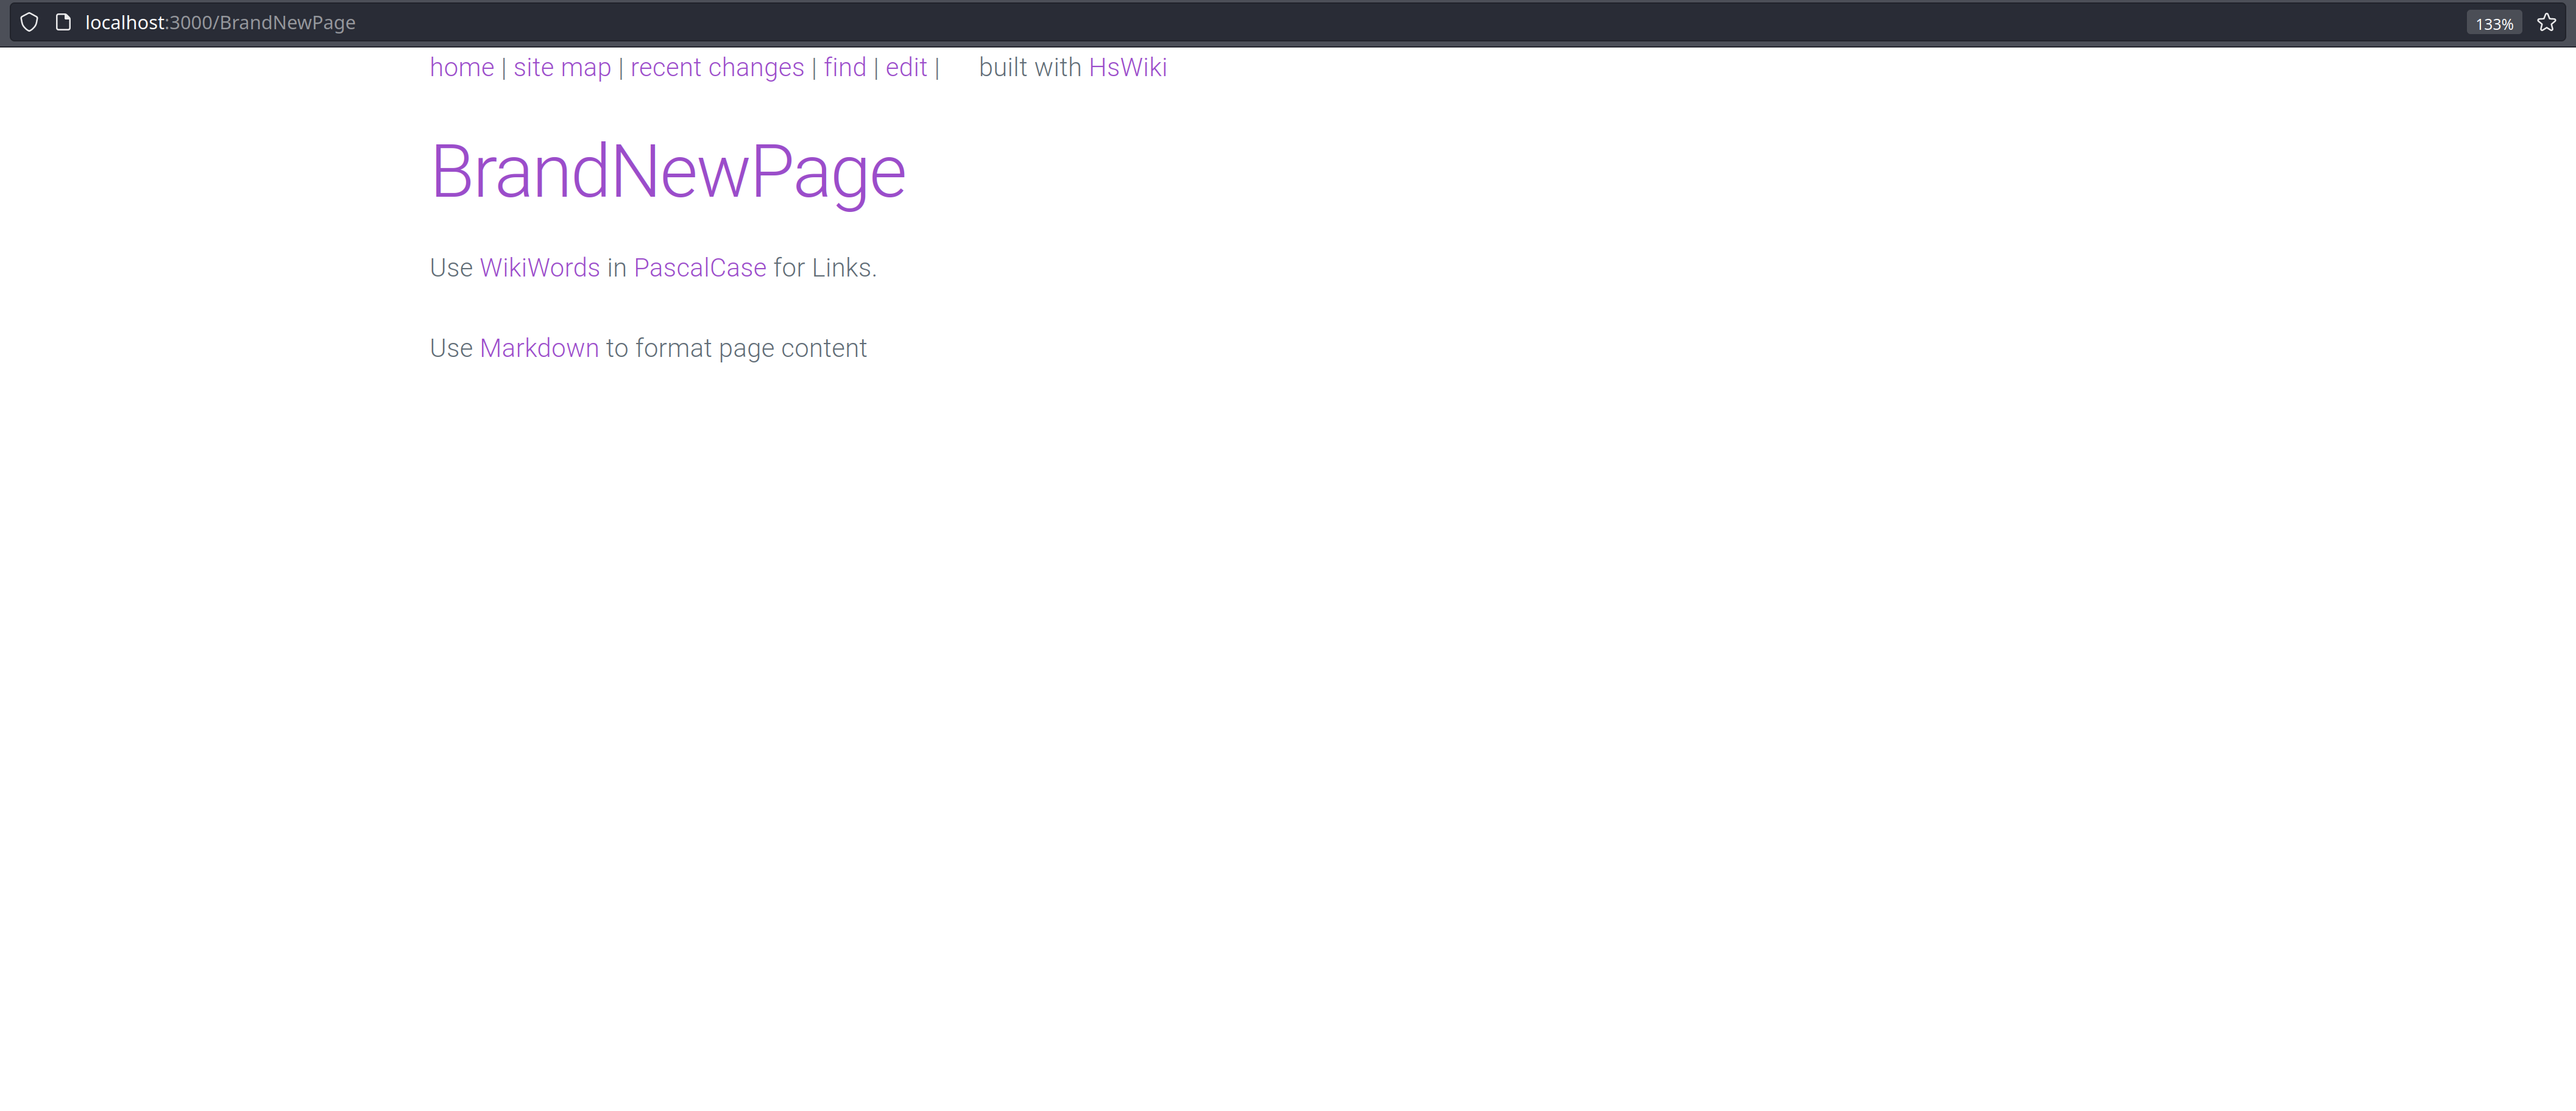 localhost:3000/BrandNewPage 133%
home | site map | recent changes | find | edit | built with HsWiki
BrandNewPage
Use WikiWords in PascalCase for Links.
Use Markdown to format page content